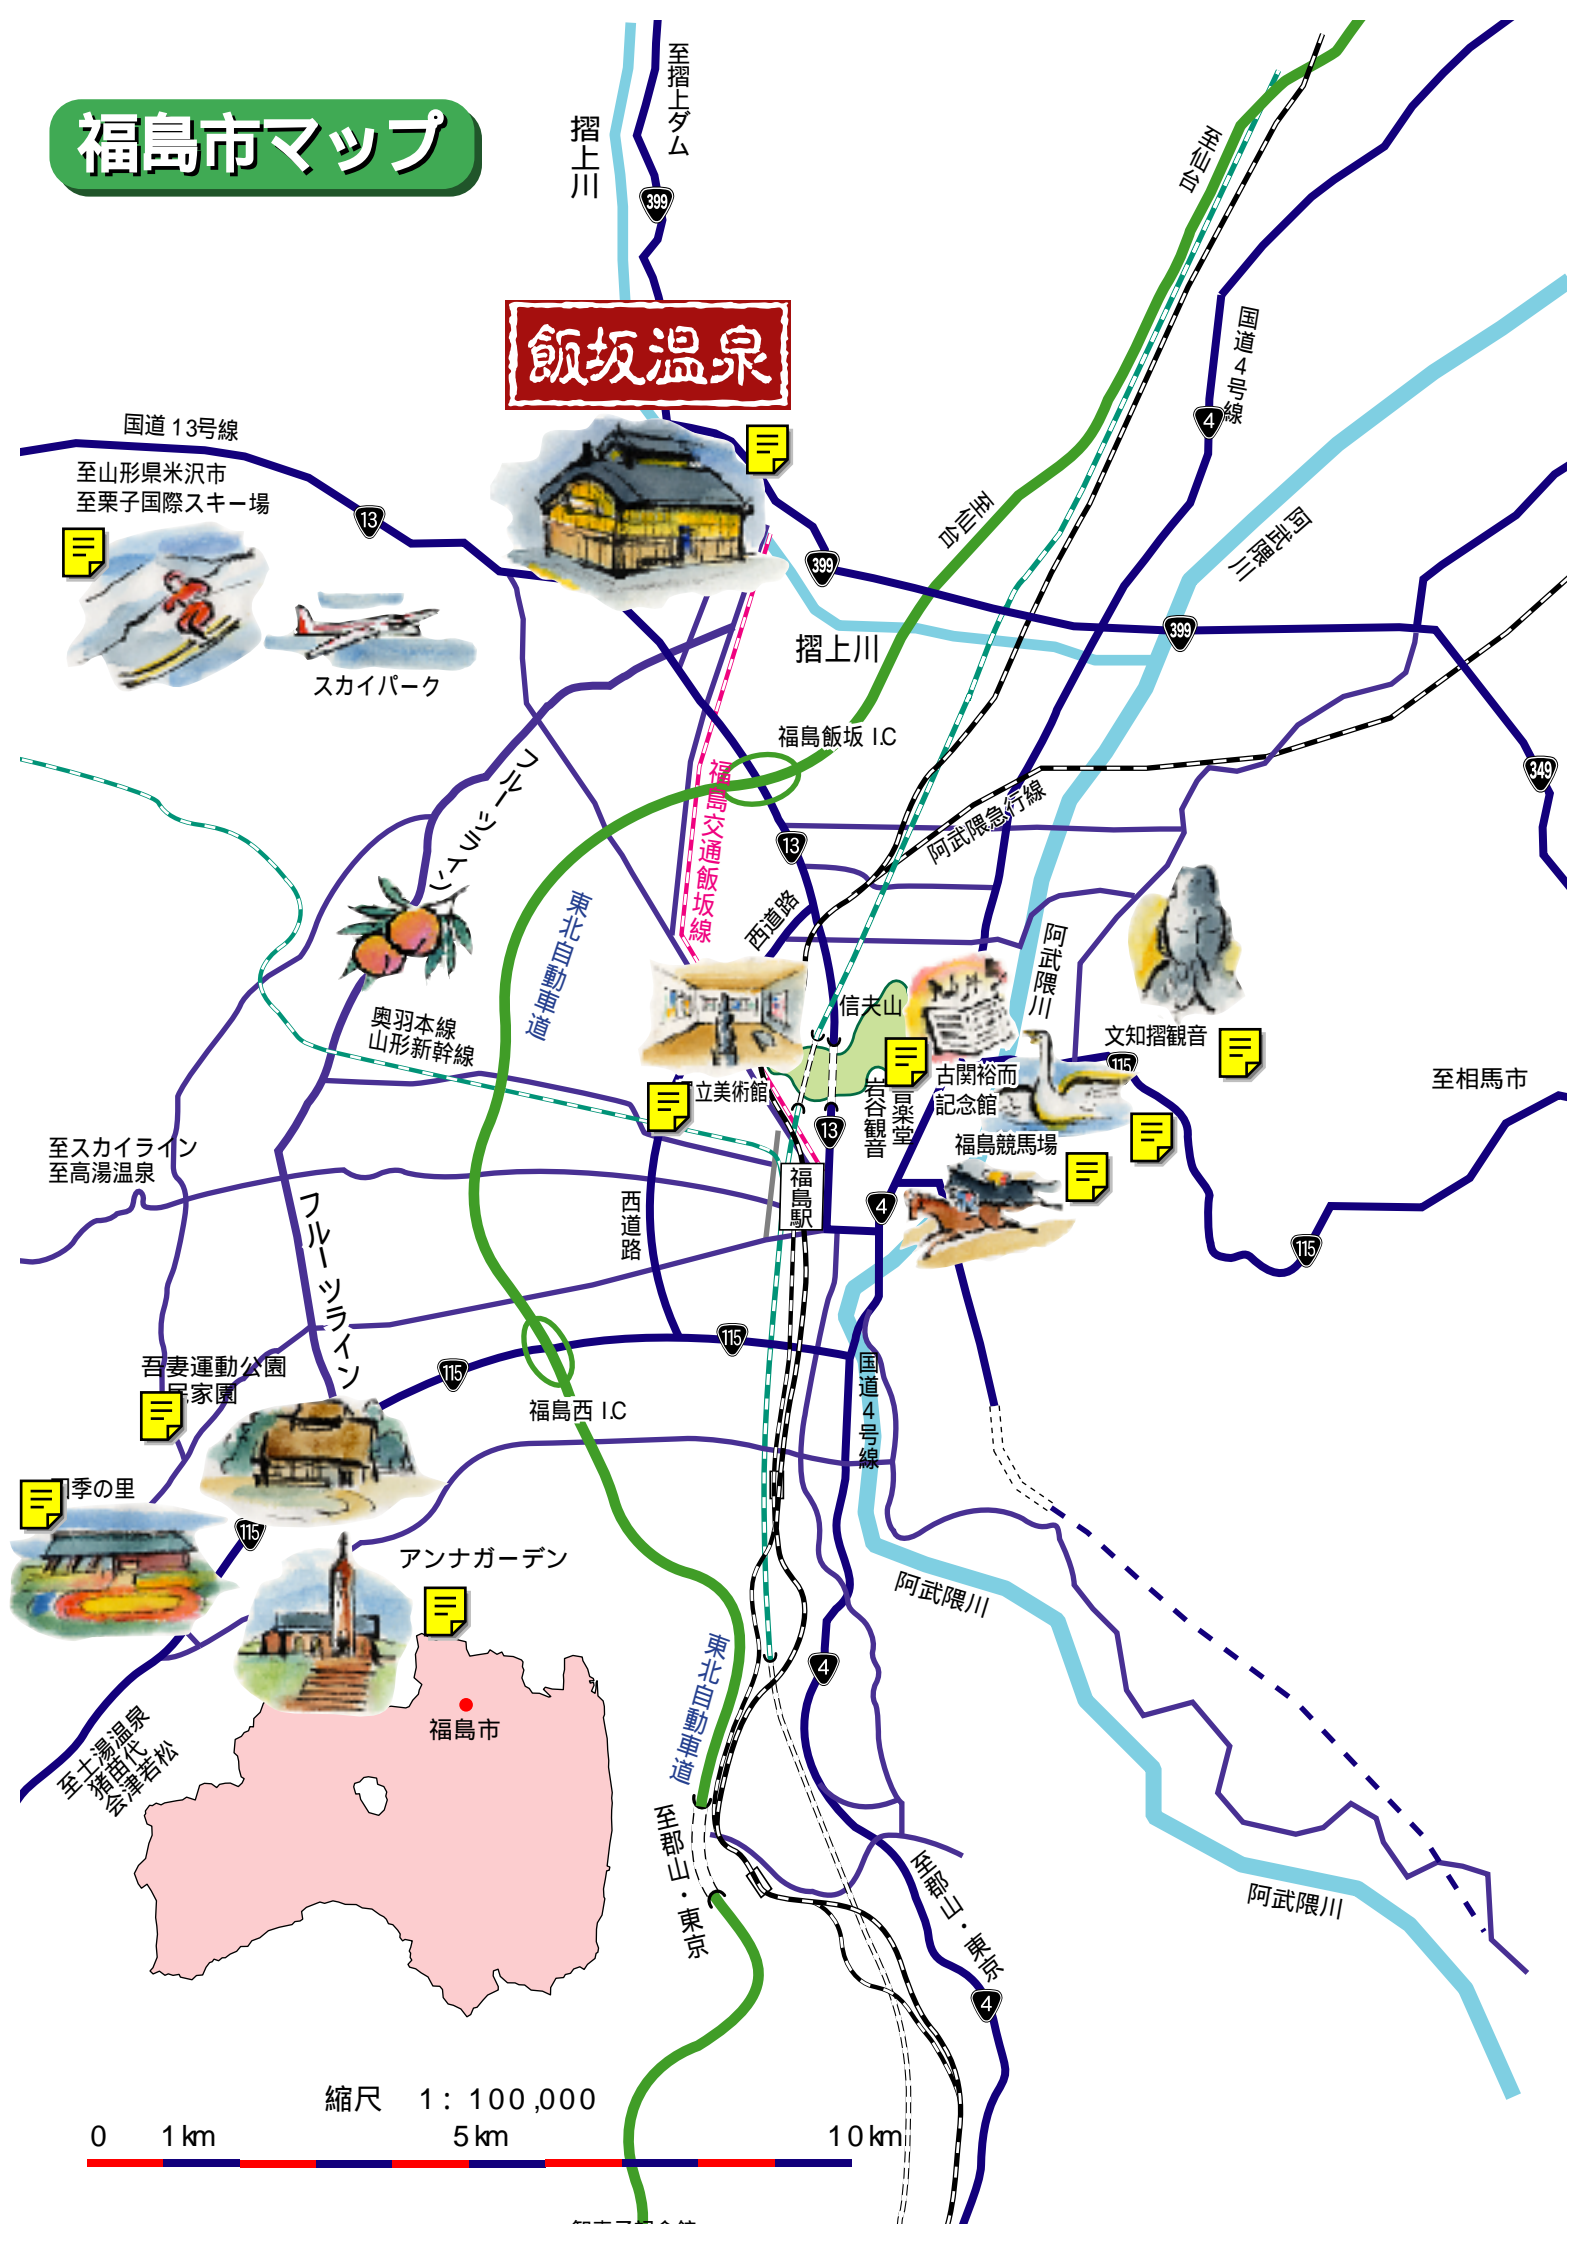 福島市マップ
至摺上ダム
摺上川
399
至仙台
飯坂温泉
国道4号線
4
国道13号線
至山形県米沢市
至栗子国際スキー場
13
スカイパーク
399
至仙台
阿武隈川
摺上川
399
福島飯坂 I.C
349
フルーツライン
福島交通飯坂線
13
阿武隈急行線
東北自動車道
西道路
阿武隈川
信夫山
奥羽本線
山形新幹線
文知摺観音
115
立美術館
古関裕而
記念館
岩谷観音
音楽堂
至相馬市
13
福島競馬場
至スカイライン
至高湯温泉
福島駅
西道路
4
フルーツライン
115
115
115
吾妻運動公園
民家園
福島西 I.C
国道4号線
季の里
115
アンナガーデン
阿武隈川
東北自動車道
4
福島市
至土湯温泉
猪苗代
会津若松
至郡山・東京
至郡山・東京
阿武隈川
4
縮尺　1：100,000
0　1km　5km　10km